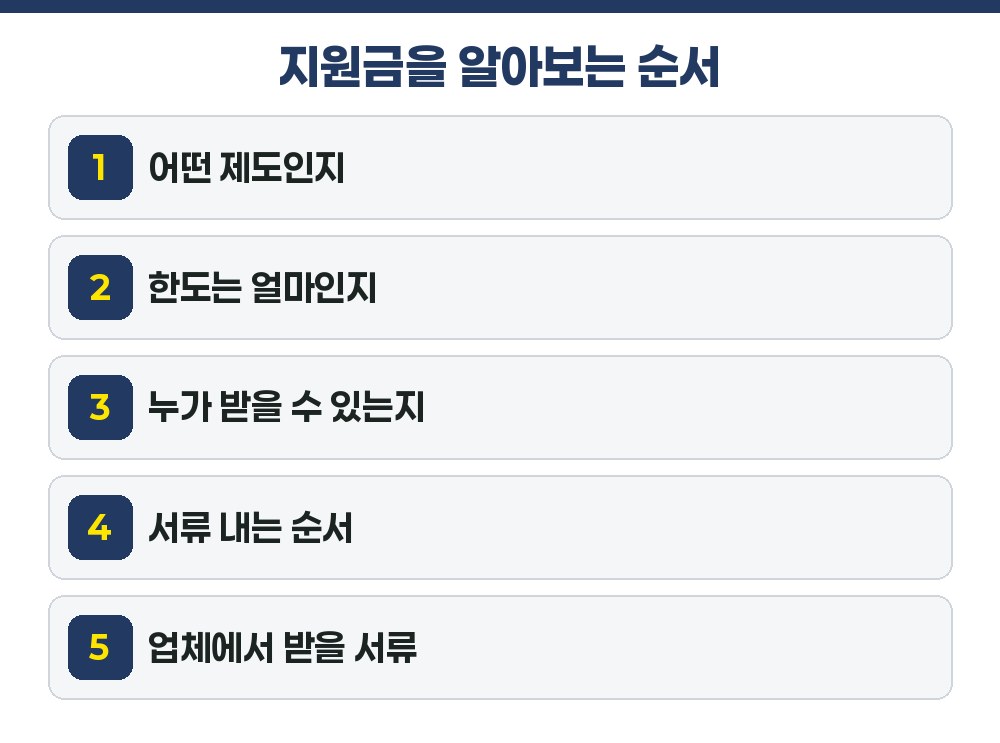 지원금을 알아보는 순서
1 어떤 제도인지
2 한도는 얼마인지
3 누가 받을 수 있는지
4 서류 내는 순서
5 업체에서 받을 서류